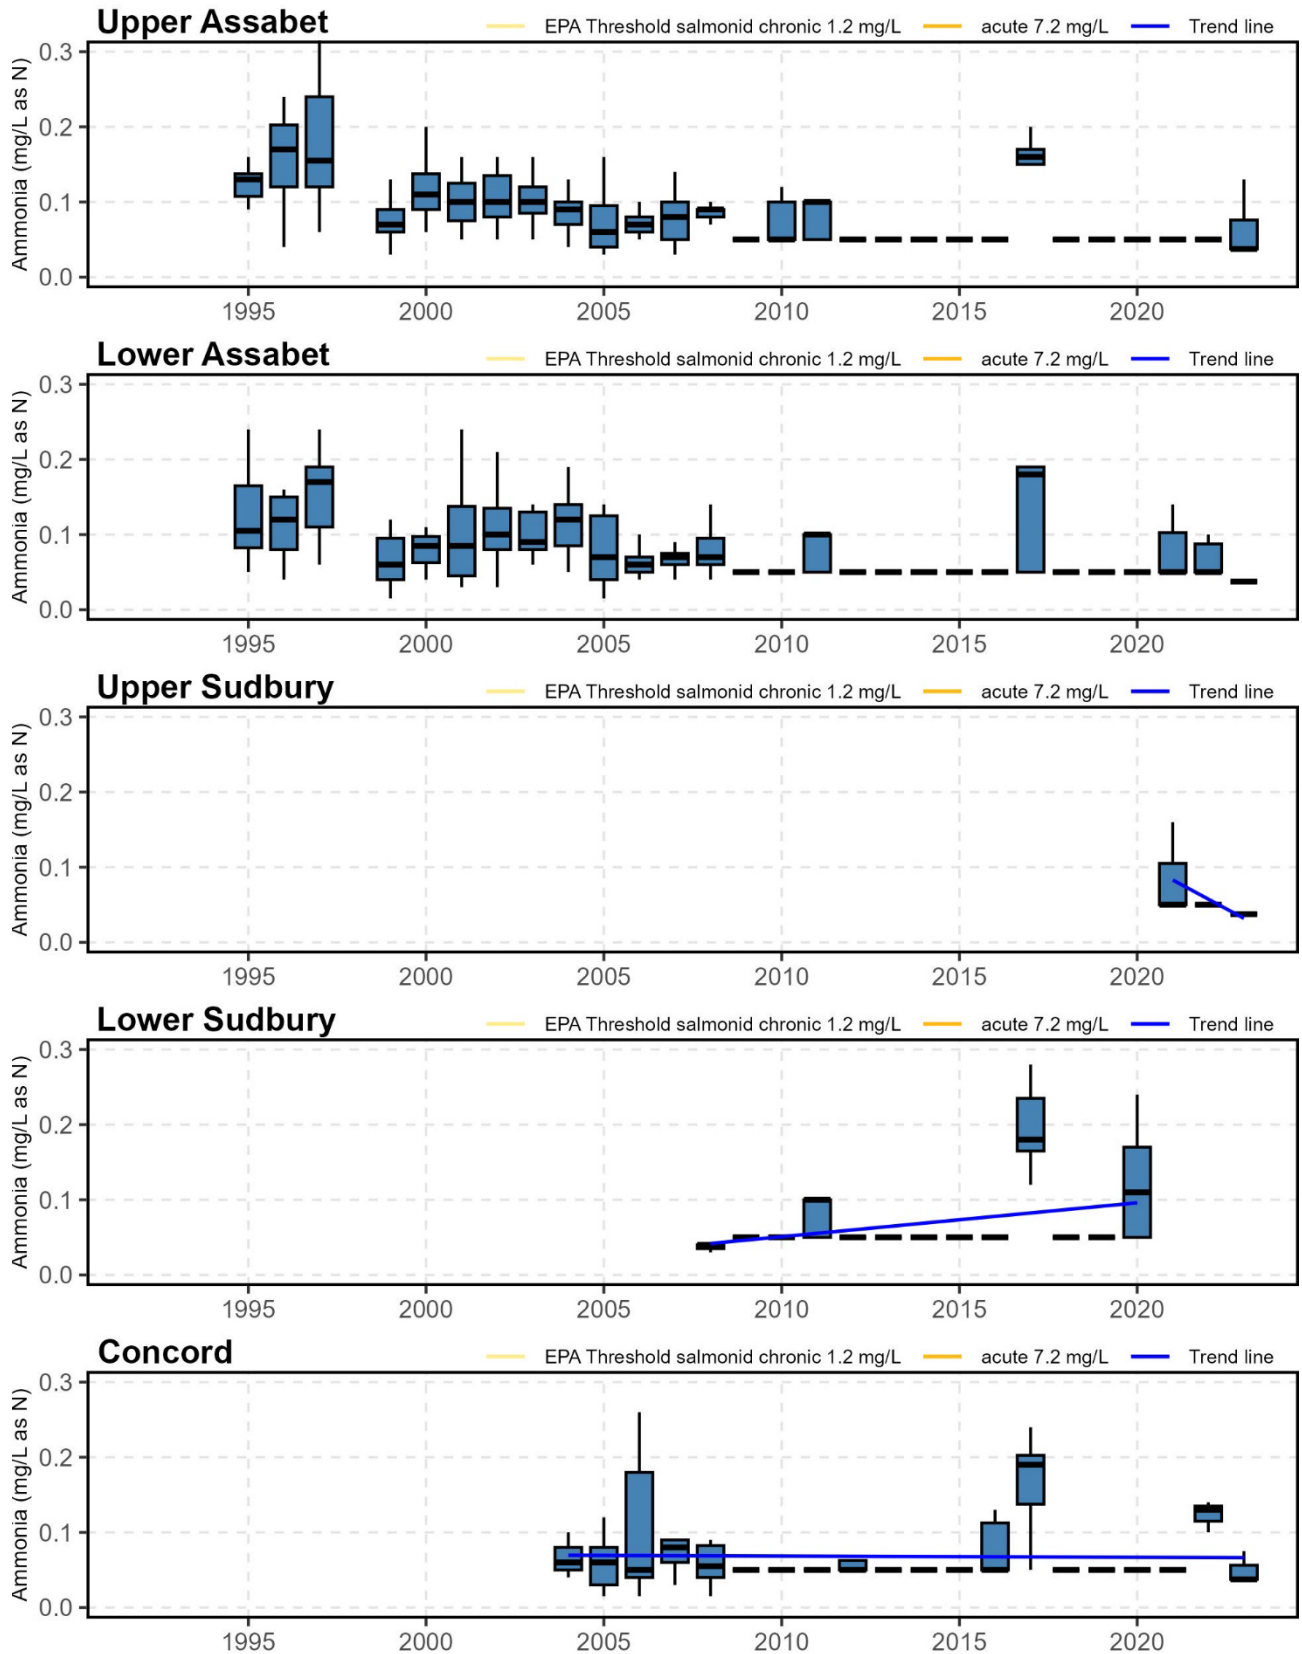 Upper Assabet
EPA Threshold salmonid chronic 1.2 mg/L acute 7.2 mg/L Trend line
Ammonia (mg/L as N)
0.3
0.2
0.1
0.0
1995 2000 2005 2010 2015 2020
Lower Assabet
EPA Threshold salmonid chronic 1.2 mg/L acute 7.2 mg/L Trend line
Ammonia (mg/L as N)
0.3
0.2
0.1
0.0
1995 2000 2005 2010 2015 2020
Upper Sudbury
EPA Threshold salmonid chronic 1.2 mg/L acute 7.2 mg/L Trend line
Ammonia (mg/L as N)
0.3
0.2
0.1
0.0
1995 2000 2005 2010 2015 2020
Lower Sudbury
EPA Threshold salmonid chronic 1.2 mg/L acute 7.2 mg/L Trend line
Ammonia (mg/L as N)
0.3
0.2
0.1
0.0
1995 2000 2005 2010 2015 2020
Concord
EPA Threshold salmonid chronic 1.2 mg/L acute 7.2 mg/L Trend line
Ammonia (mg/L as N)
0.3
0.2
0.1
0.0
1995 2000 2005 2010 2015 2020